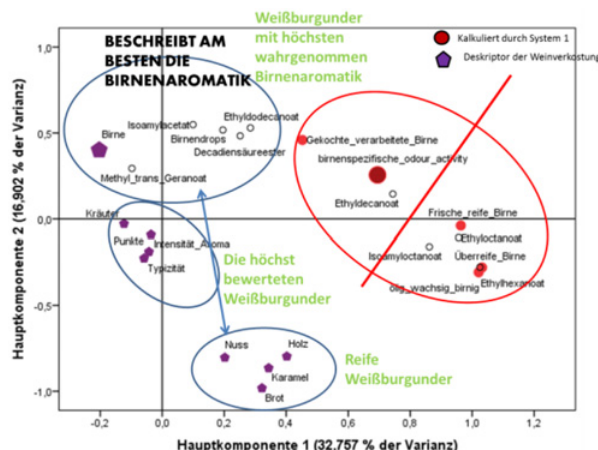 BESCHREIBT AM
BESTEN DIE
BIRNENAROMATIK
Weißburgunder
mit höchsten
wahrgenommen
Birnenaromatik
Kalkuliert durch System 1
Deskriptor der Weinverkostung
1,0
0,5
0,0
-0,5
-1,0
Hauptkomponente 2 (16,902 % der Varianz)
Isoamylacetat
Ethyldodecanoat
Birne
Birnendrops
Decadiensäureester
Methyl_trans_Geranoat
Gekochte_verarbeitete_Birne
birnenspezifische_odour_activity
Ethyldecanoat
Kräuter
Punkte
Intensität_Aroma
Typizität
Frische_reife_Birne
Ethyloctanoat
Isoamyloctanoat
Überreife_Birne
ölig_wachsig_birnig
Ethylhexanoat
Die höchst
bewerteten
Weißburgunder
Nuss
Holz
Karamel
Brot
Reife
Weißburgunder
-0,2
0,0
0,2
0,4
0,6
0,8
1,0
1,2
Hauptkomponente 1 (32,757 % der Varianz)